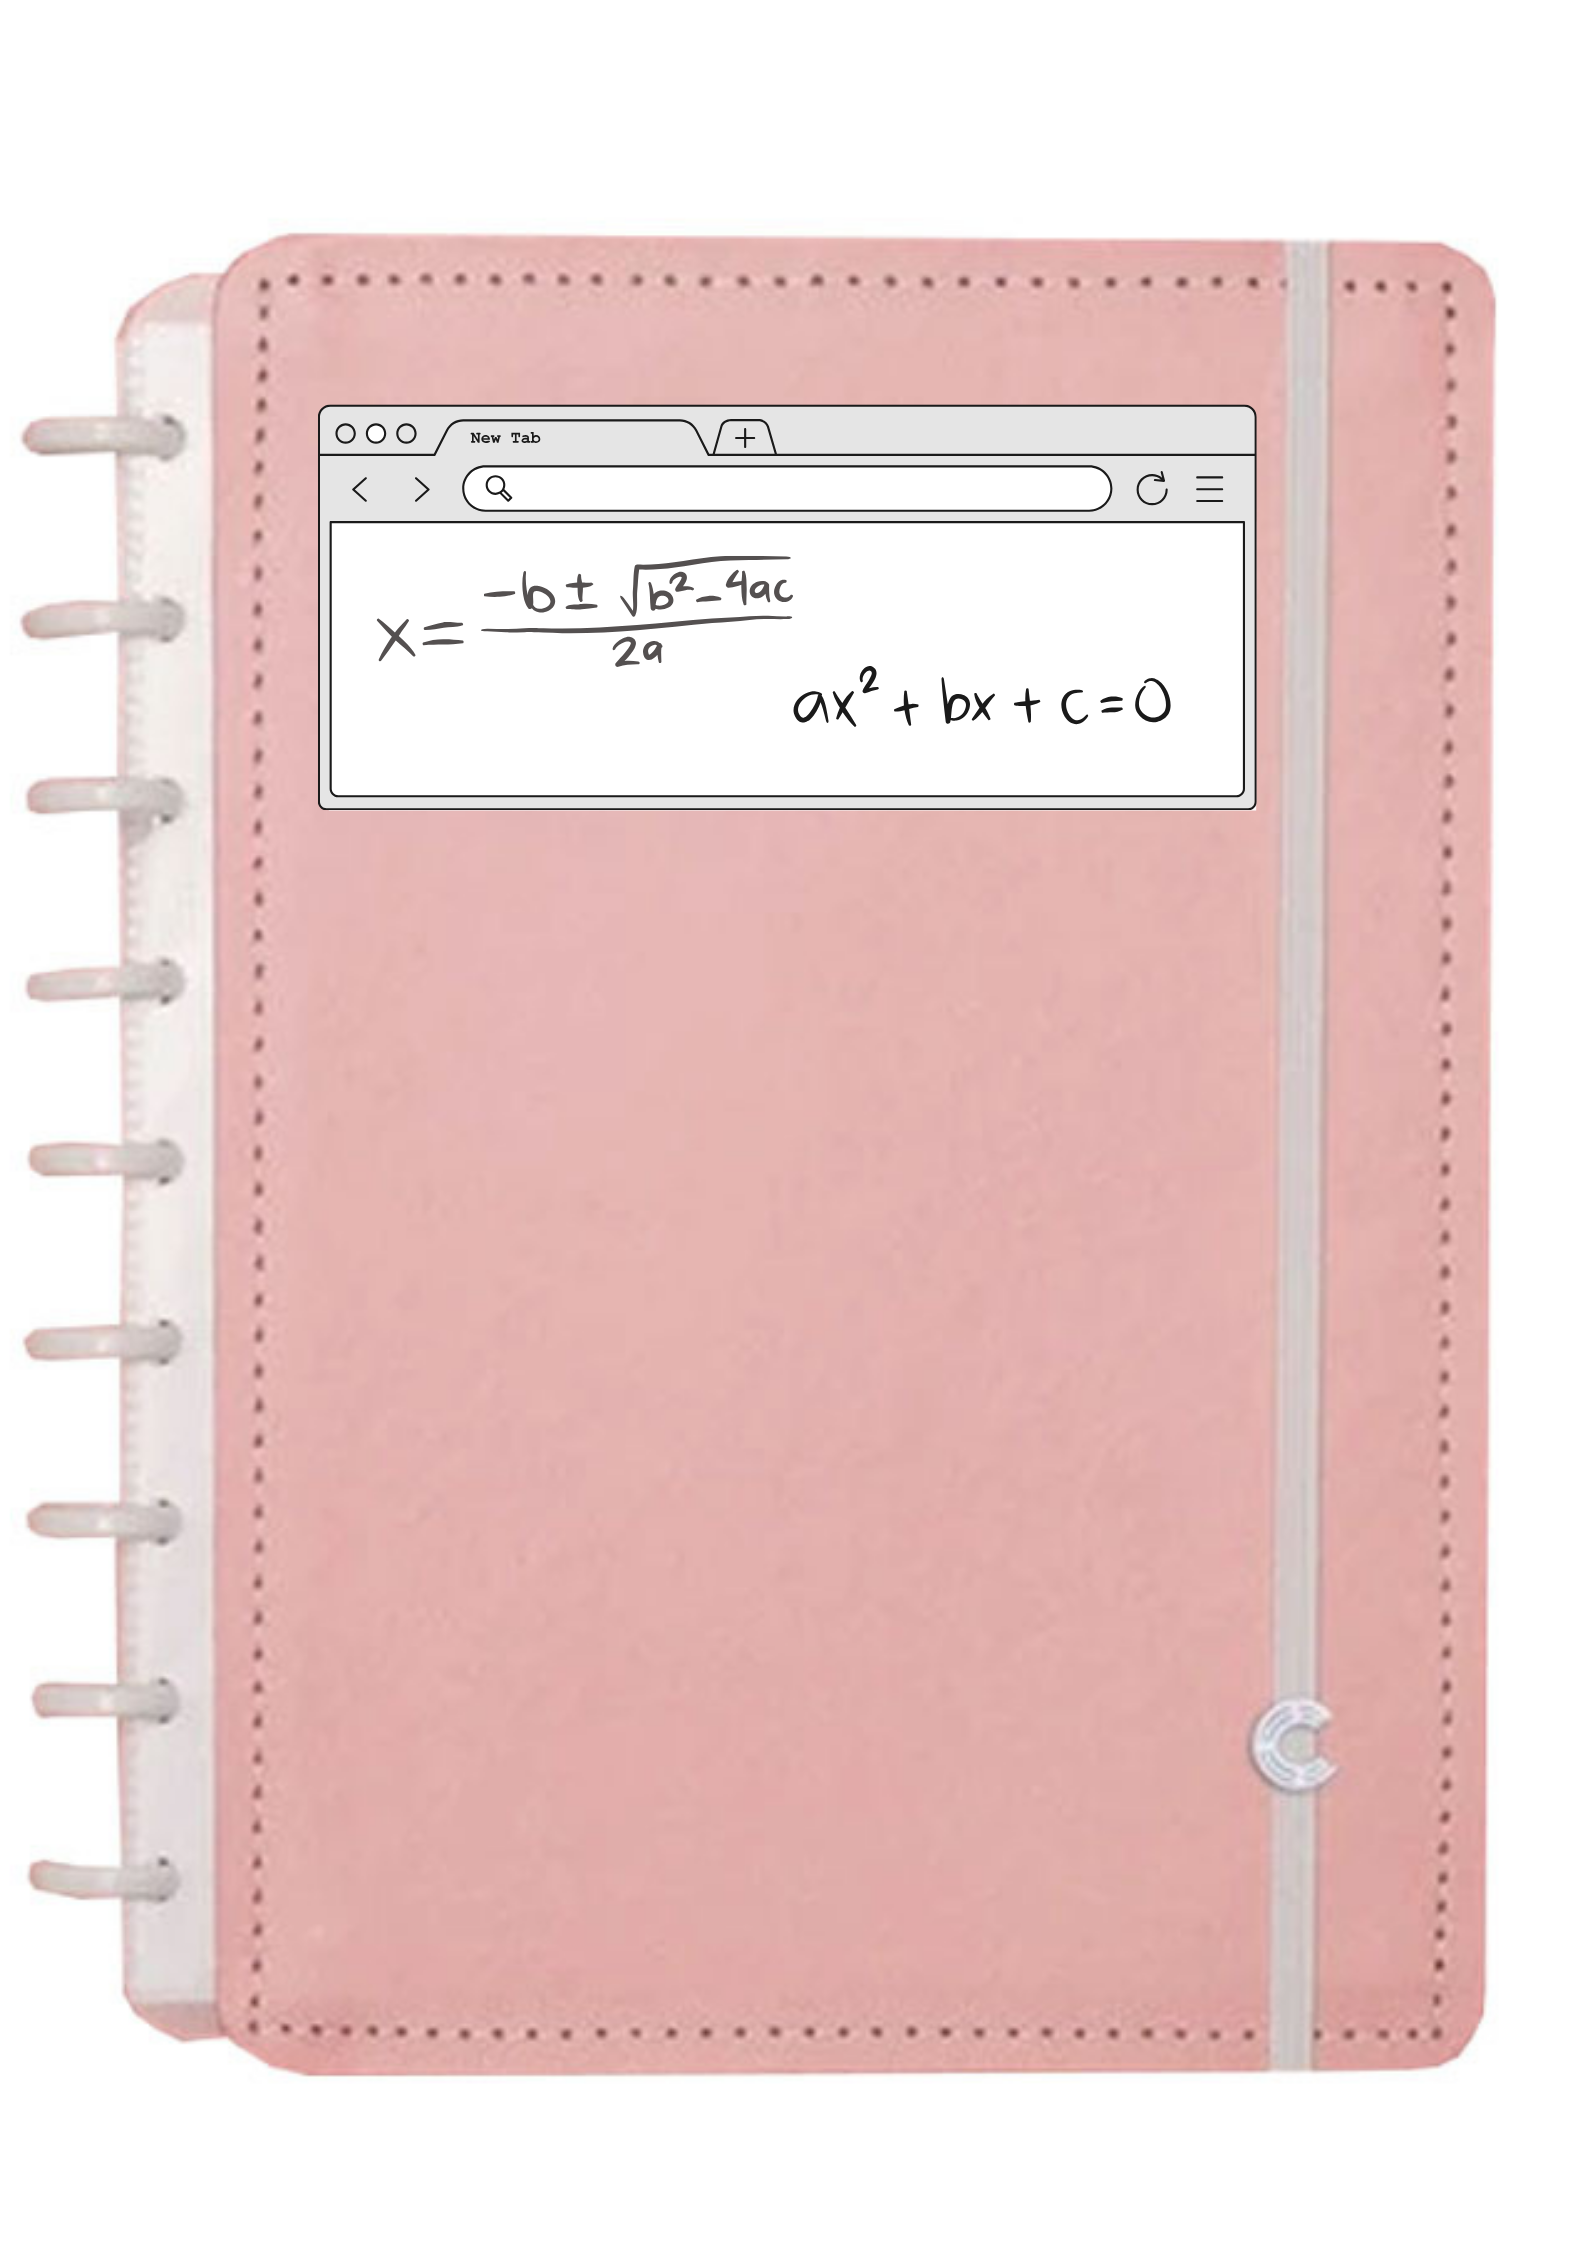 New Tab
x = -b ± √b²-4ac / 2a
ax² + bx + c = 0